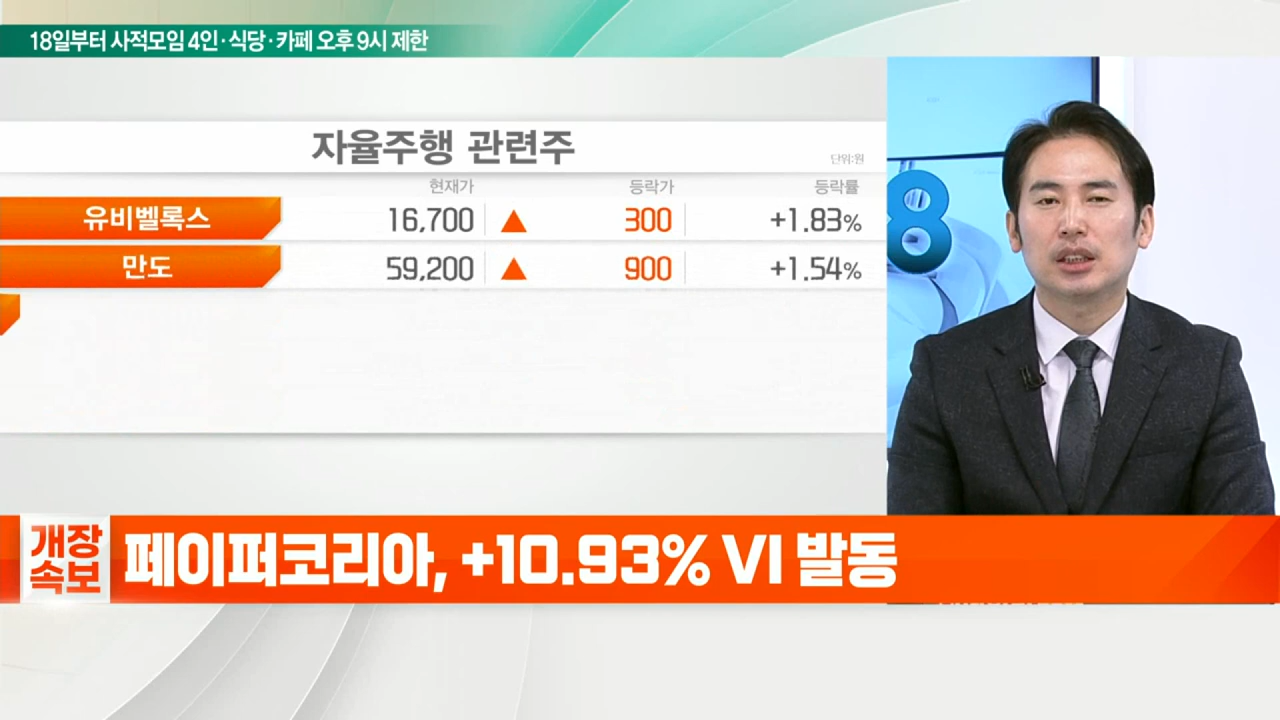 18일부터 사적모임 4인·식당·카페 오후 9시 제한
자율주행 관련주
단위:원
현재가 등락가 등락률
유비벨록스 16,700 ▲ 300 +1.83%
만도 59,200 ▲ 900 +1.54%
8
개장
속보
페이퍼코리아, +10.93% VI 발동